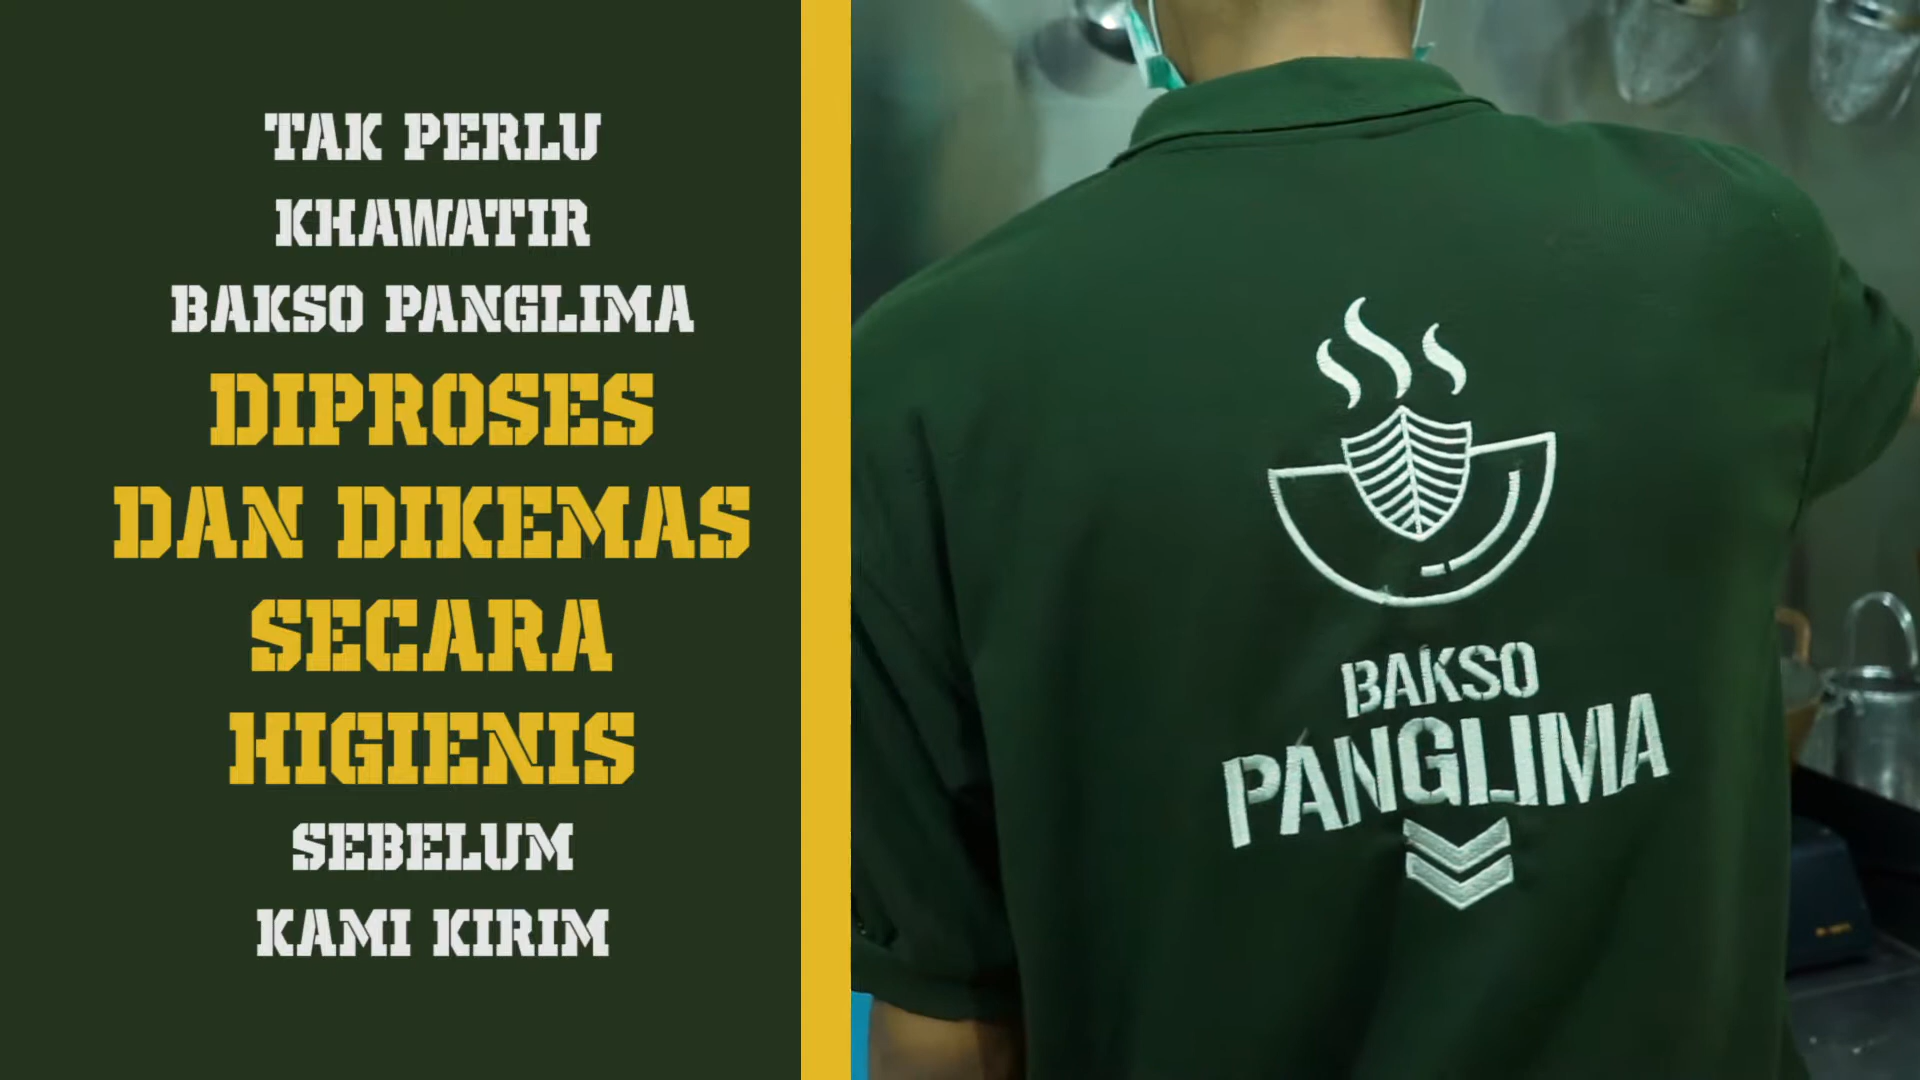 TAK PERLU
KHAWATIR
BAKSO PANGLIMA
DIPROSES
DAN DIKEMAS
SECARA
HIGIENIS
SEBELUM
KAMI KIRIM
BAKSO
PANGLIMA